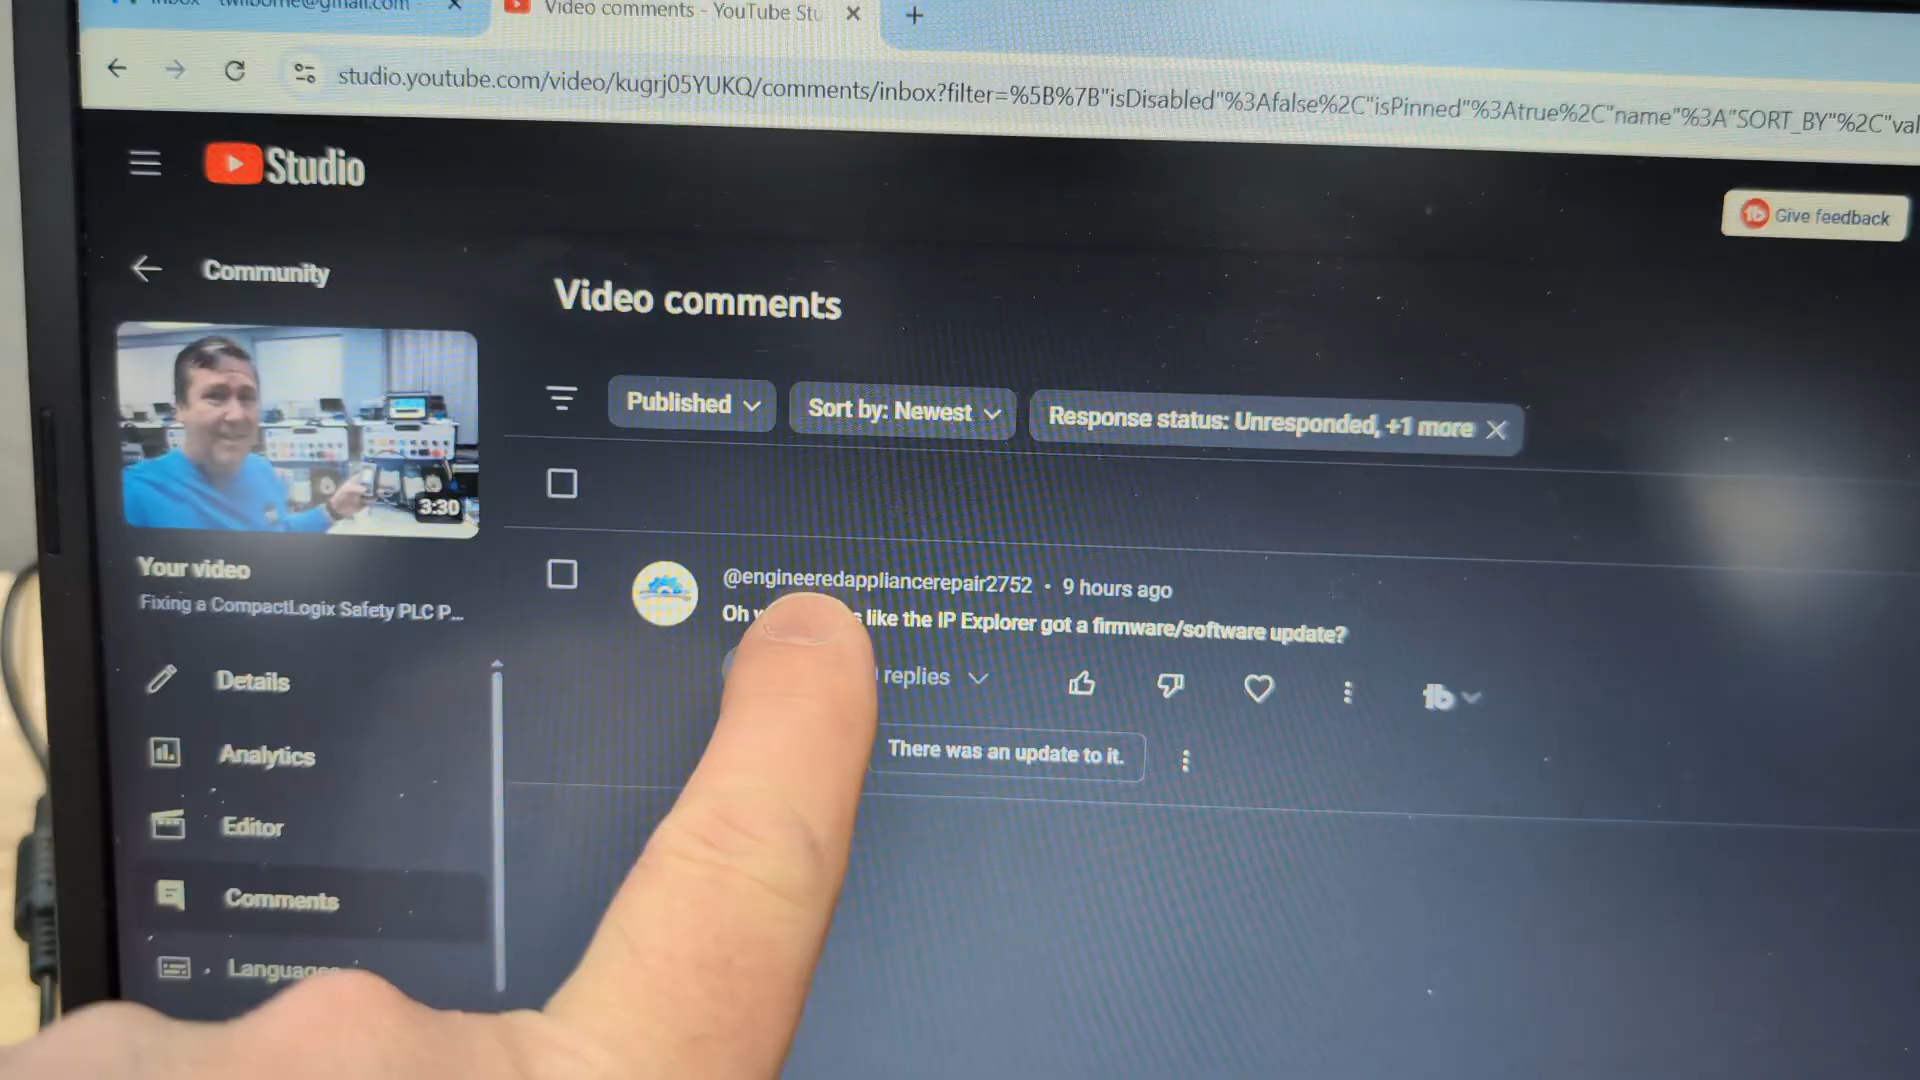 Video comments - YouTube Stu
studio.youtube.com/video/kugrj05YUKQ/comments/inbox?filter=%5B%7B"isDisabled"%3Afalse%2C"isPinned"%3Atrue%2C"name"%3A"SORT_BY"%2C"val
Studio
Give feedback
Community
Video comments
Published
Sort by: Newest
Response status: Unresponded, +1 more
3:30
Your video
Fixing a CompactLogix Safety PLC P...
@engineeredappliancerepair2752 · 9 hours ago
Oh like the IP Explorer got a firmware/software update?
replies
There was an update to it.
Details
Analytics
Editor
Comments
Languages